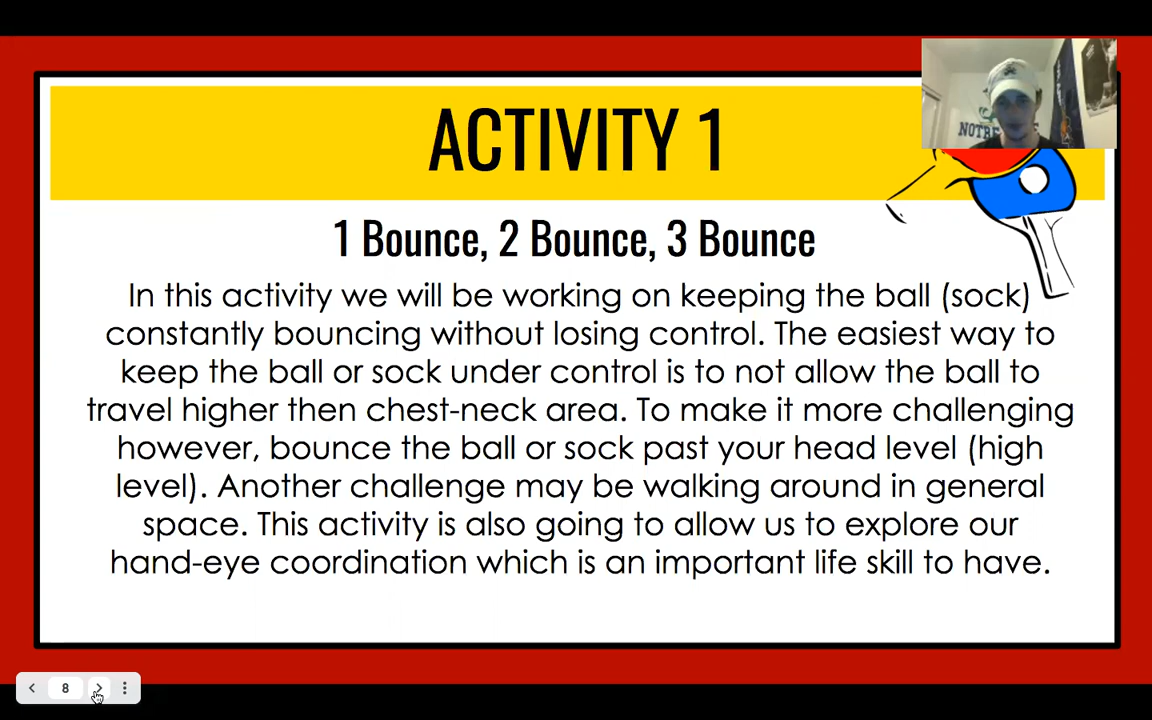 ACTIVITY 1
1 Bounce, 2 Bounce, 3 Bounce
In this activity we will be working on keeping the ball (sock)
constantly bouncing without losing control. The easiest way to
keep the ball or sock under control is to not allow the ball to
travel higher then chest-neck area. To make it more challenging
however, bounce the ball or sock past your head level (high
level). Another challenge may be walking around in general
space. This activity is also going to allow us to explore our
hand-eye coordination which is an important life skill to have.
8